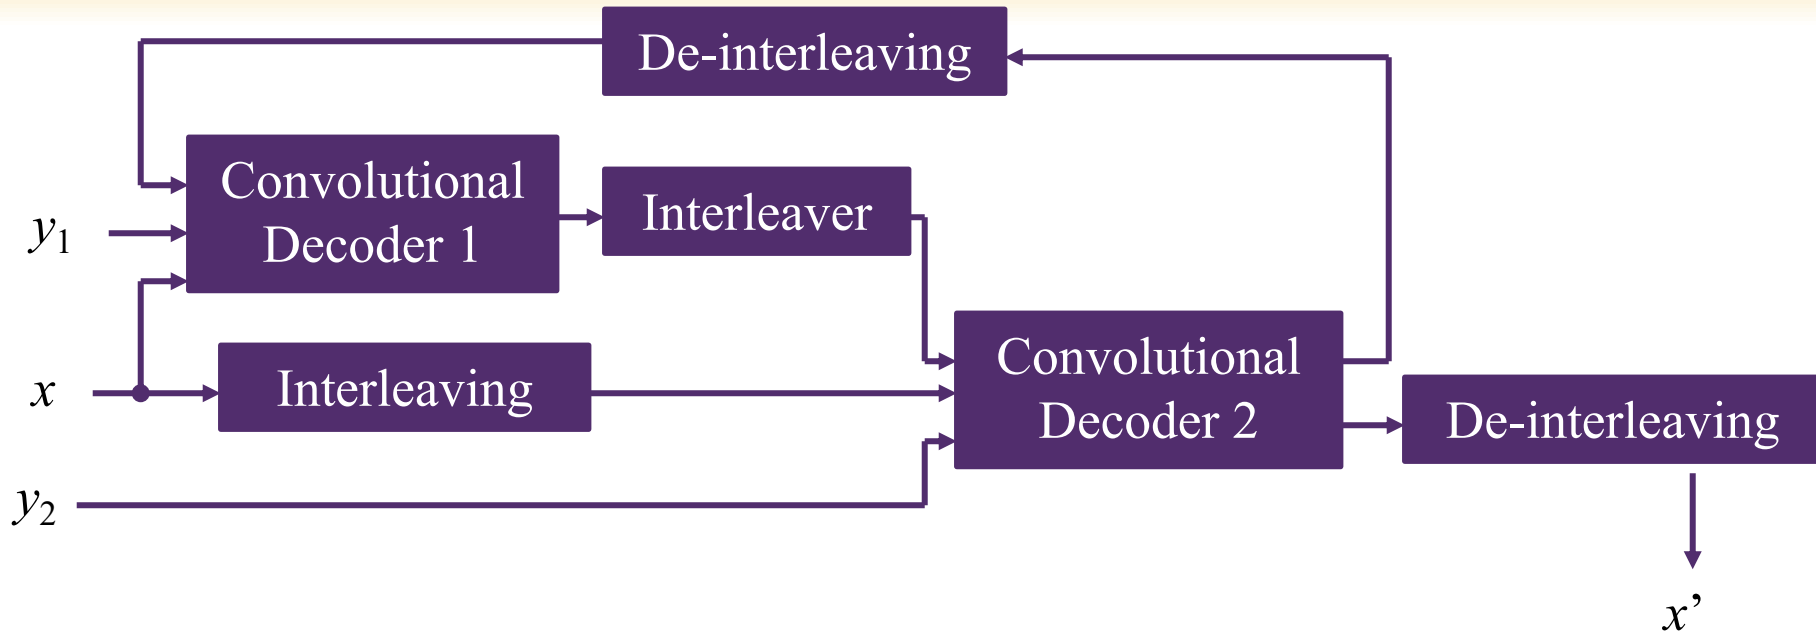 De-interleaving
Convolutional
Decoder 1
Interleaver
y₁
x
Interleaving
Convolutional
Decoder 2
De-interleaving
y₂
x’